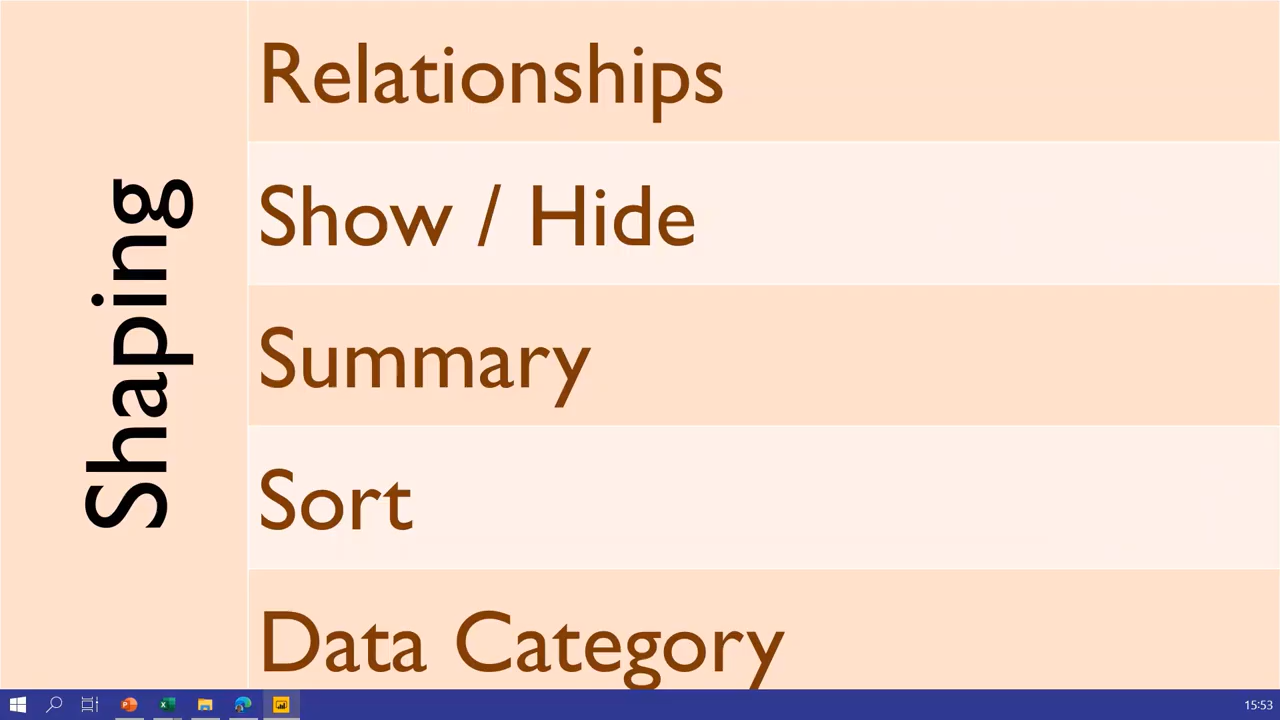 Shaping
Relationships
Show / Hide
Summary
Sort
Data Category
15:53